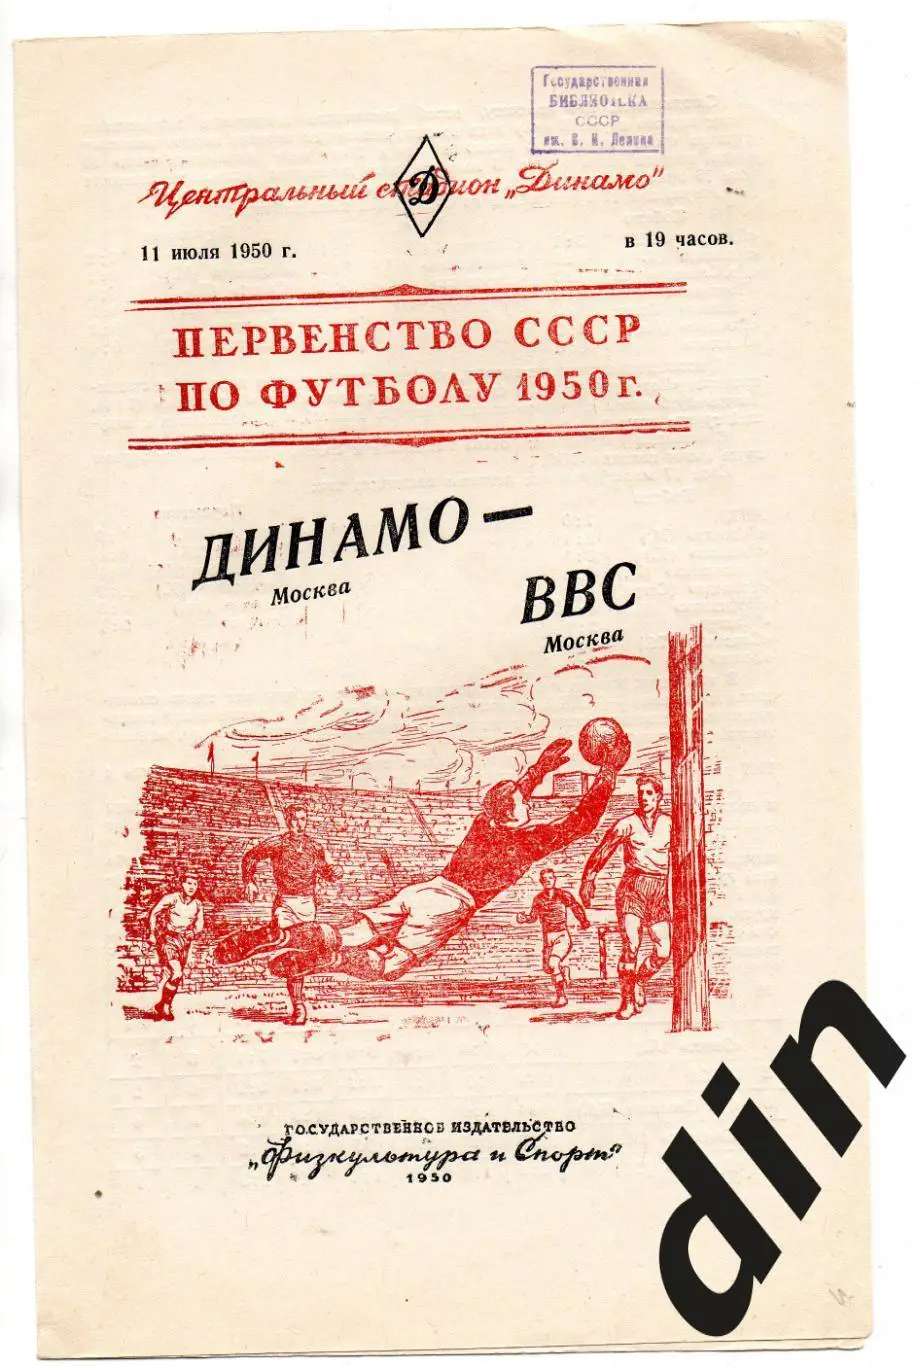 Государственная
БИБЛИОТЕКА
СССР
им. В. И. Ленина
Центральный стадион „Динамо"
Д
11 июля 1950 г.
в 19 часов.
ПЕРВЕНСТВО СССР
ПО ФУТБОЛУ 1950 г.
ДИНАМО —
Москва
ВВС
Москва
ГОСУДАРСТВЕННОЕ ИЗДАТЕЛЬСТВО
„Физкультура и Спорт"
1950
din